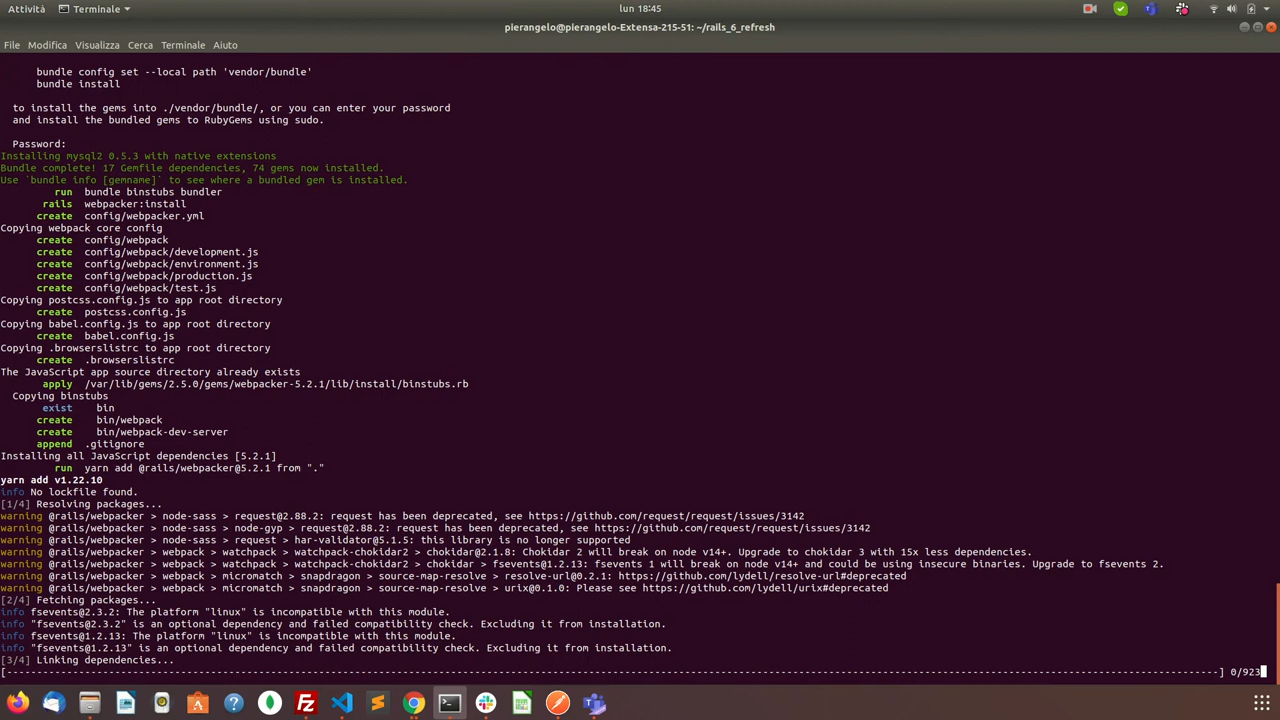 Attività
Terminale
lun 18:45
pierangelo@pierangelo-Extensa-215-51: ~/rails_6_refresh
File Modifica Visualizza Cerca Terminale Aiuto
bundle config set --local path 'vendor/bundle'
bundle install
to install the gems into ./vendor/bundle/, or you can enter your password
and install the bundled gems to RubyGems using sudo.
Password:
Installing mysql2 0.5.3 with native extensions
Bundle complete! 17 Gemfile dependencies, 74 gems now installed.
Use `bundle info [gemname]` to see where a bundled gem is installed.
run bundle binstubs bundler
rails webpacker:install
create config/webpacker.yml
Copying webpack core config
create config/webpack
create config/webpack/development.js
create config/webpack/environment.js
create config/webpack/production.js
create config/webpack/test.js
Copying postcss.config.js to app root directory
create postcss.config.js
Copying babel.config.js to app root directory
create babel.config.js
Copying .browserslistrc to app root directory
create .browserslistrc
The JavaScript app source directory already exists
apply /var/lib/gems/2.5.0/gems/webpacker-5.2.1/lib/install/binstubs.rb
Copying binstubs
exist bin
create bin/webpack
create bin/webpack-dev-server
append .gitignore
Installing all JavaScript dependencies [5.2.1]
run yarn add @rails/webpacker@5.2.1 from "."
yarn add v1.22.10
info No lockfile found.
[1/4] Resolving packages...
warning @rails/webpacker > node-sass > request@2.88.2: request has been deprecated, see https://github.com/request/request/issues/3142
warning @rails/webpacker > node-sass > node-gyp > request@2.88.2: request has been deprecated, see https://github.com/request/request/issues/3142
warning @rails/webpacker > node-sass > request > har-validator@5.1.5: this library is no longer supported
warning @rails/webpacker > webpack > watchpack > watchpack-chokidar2 > chokidar@2.1.8: Chokidar 2 will break on node v14+. Upgrade to chokidar 3 with 15x less dependencies.
warning @rails/webpacker > webpack > watchpack > watchpack-chokidar2 > chokidar > fsevents@1.2.13: fsevents 1 will break on node v14+ and could be using insecure binaries. Upgrade to fsevents 2.
warning @rails/webpacker > webpack > micromatch > snapdragon > source-map-resolve > resolve-url@0.2.1: https://github.com/lydell/resolve-url#deprecated
warning @rails/webpacker > webpack > micromatch > snapdragon > source-map-resolve > urix@0.1.0: Please see https://github.com/lydell/urix#deprecated
[2/4] Fetching packages...
info fsevents@2.3.2: The platform "linux" is incompatible with this module.
info "fsevents@2.3.2" is an optional dependency and failed compatibility check. Excluding it from installation.
info fsevents@1.2.13: The platform "linux" is incompatible with this module.
info "fsevents@1.2.13" is an optional dependency and failed compatibility check. Excluding it from installation.
[3/4] Linking dependencies...
[--------------------------------------------------------------------------------] 0/923